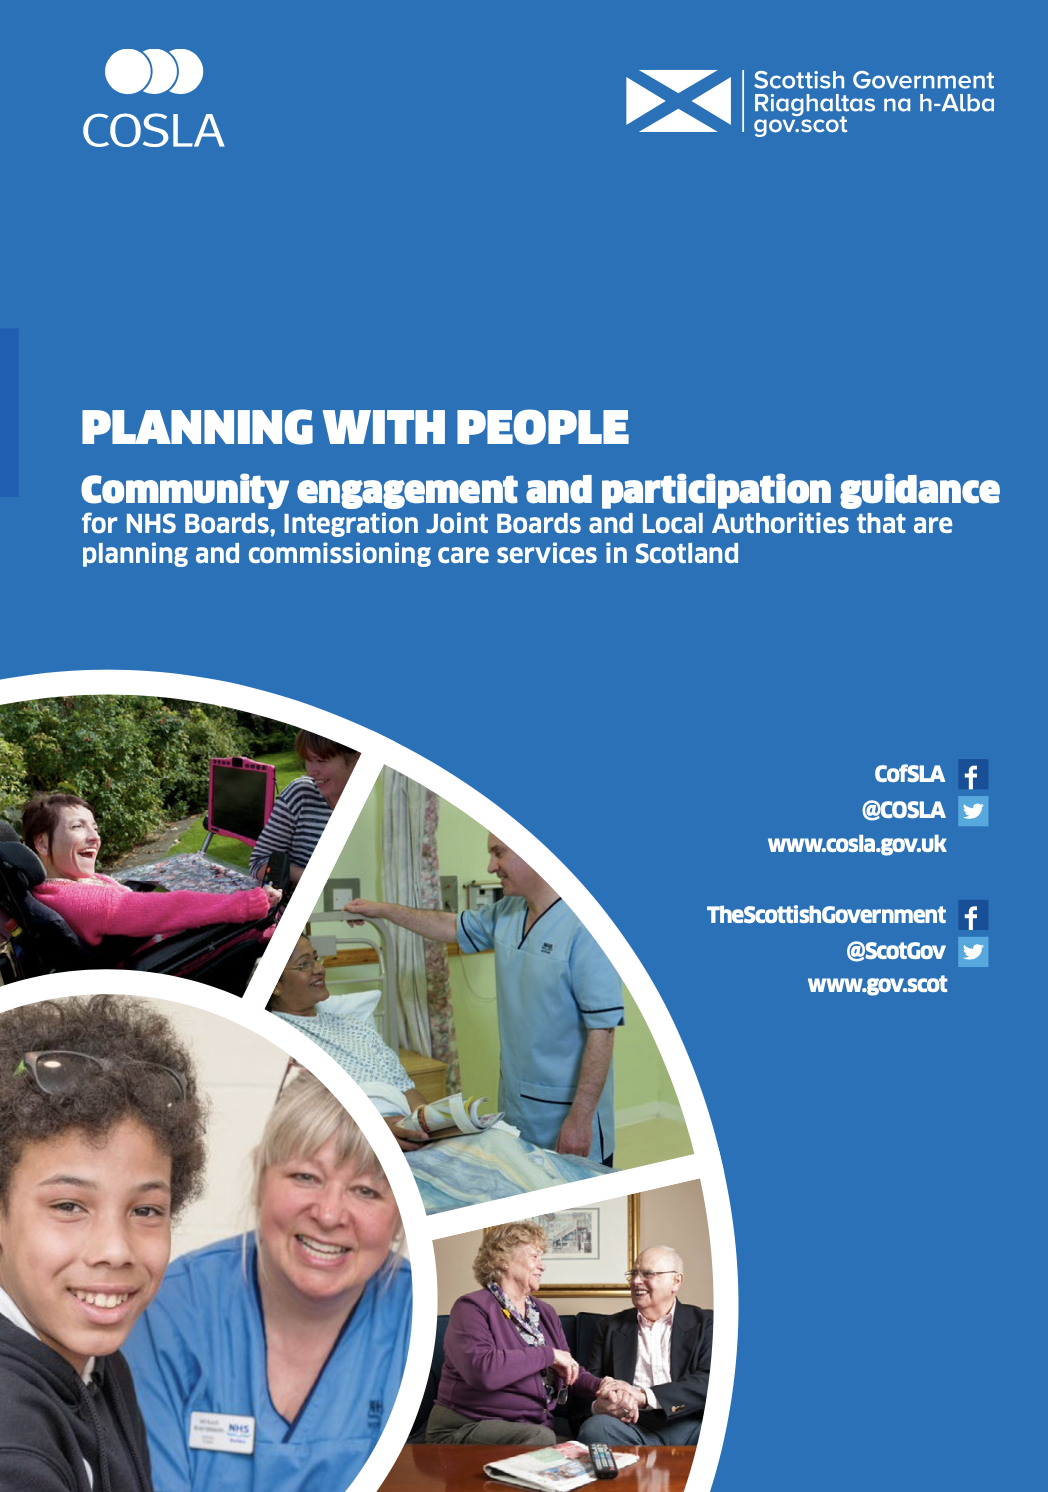 COSLA
Scottish Government
Riaghaltas na h-Alba
gov.scot
PLANNING WITH PEOPLE
Community engagement and participation guidance
for NHS Boards, Integration Joint Boards and Local Authorities that are
planning and commissioning care services in Scotland
CofSLA
@COSLA
www.cosla.gov.uk
TheScottishGovernment
@ScotGov
www.gov.scot
NHS